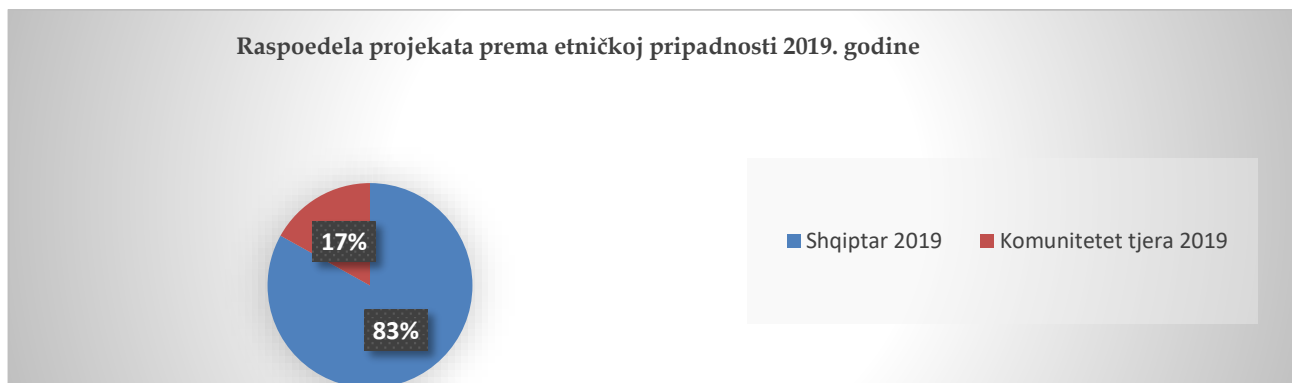 Raspoedela projekata prema etničkoj pripadnosti 2019. godine
17%
83%
Shqiptar 2019 Komunitetet tjera 2019